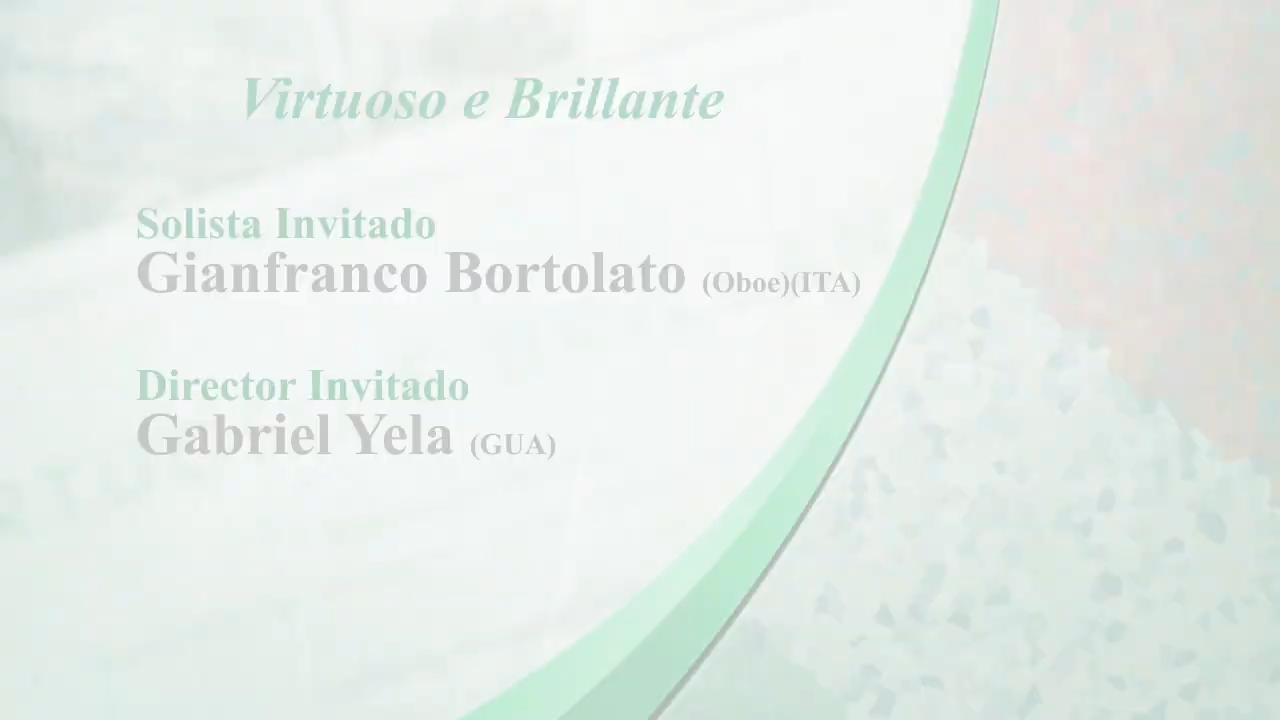 Virtuoso e Brillante
Solista Invitado
Gianfranco Bortolato (Oboe)(ITA)
Director Invitado
Gabriel Yela (GUA)